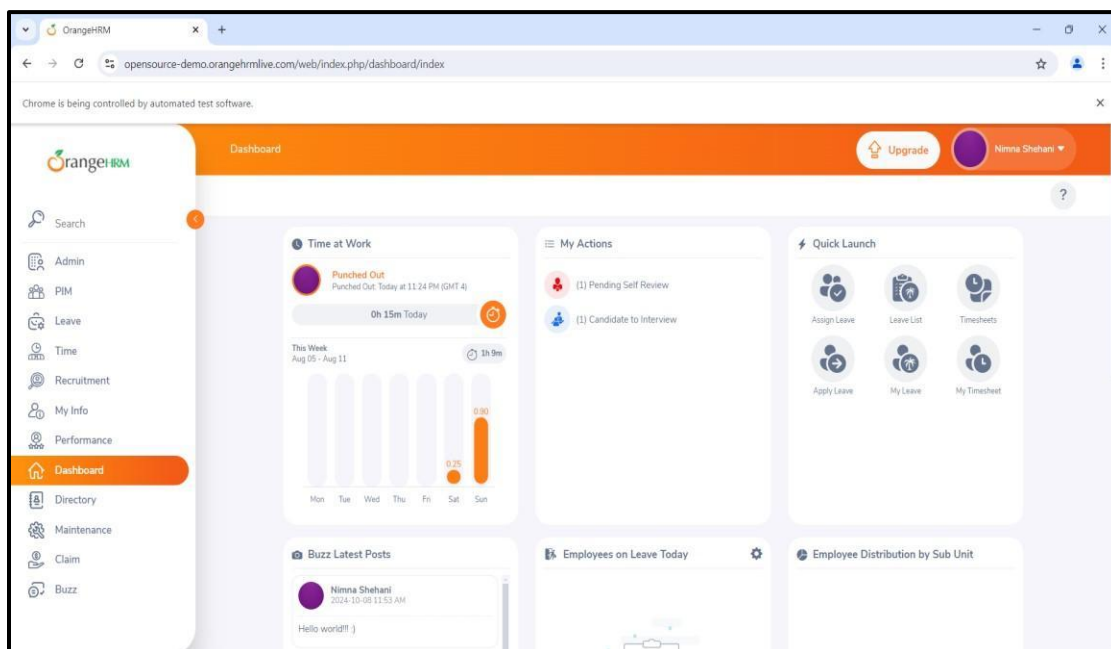 OrangeHRM
opensource-demo.orangehrmlive.com/web/index.php/dashboard/index
Chrome is being controlled by automated test software.
OrangeHRM
Dashboard
Upgrade
Nimna Shehani
?
Search
Admin
PIM
Leave
Time
Recruitment
My Info
Performance
Dashboard
Directory
Maintenance
Claim
Buzz
Time at Work
Punched Out
Punched Out: Today at 11:24 PM (GMT 4)
0h 15m Today
This Week
Aug 05 - Aug 11
1h 9m
0.90
0.25
Mon Tue Wed Thu Fri Sat Sun
My Actions
(1) Pending Self Review
(1) Candidate to Interview
Quick Launch
Assign Leave Leave List Timesheets
Apply Leave My Leave My Timesheet
Buzz Latest Posts
Nimna Shehani
2024-10-08 11:53 AM
Hello world!!! :)
Employees on Leave Today
Employee Distribution by Sub Unit